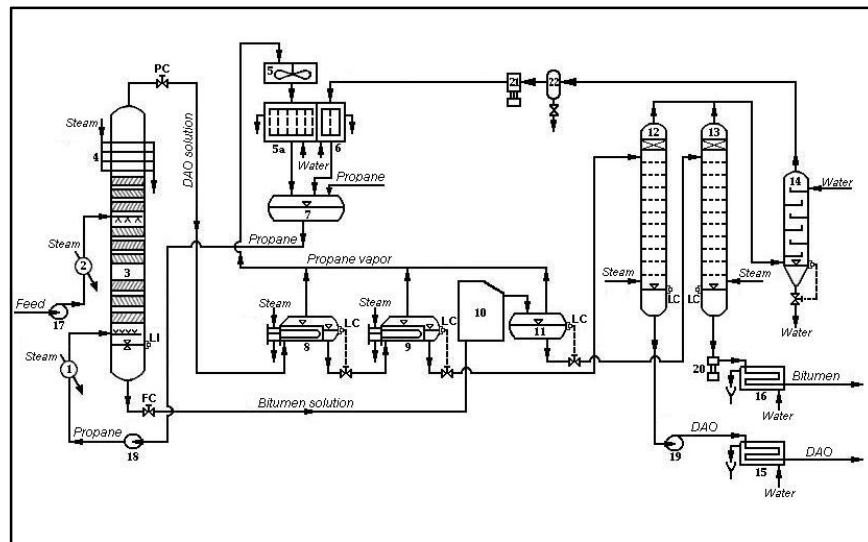 PC
Steam
4
DAO solution
5
5a
6
Water
Propane
7
21
22
12
13
14
Water
Steam
2
3
Feed
17
Propane
Propane vapor
Steam
LC
8
Steam
LC
9
10
LC
11
Steam
LC
LC
Steam
Water
LI
Steam
1
FC
Bitumen solution
Propane
18
20
16
Bitumen
Water
DAO
19
15
DAO
Water